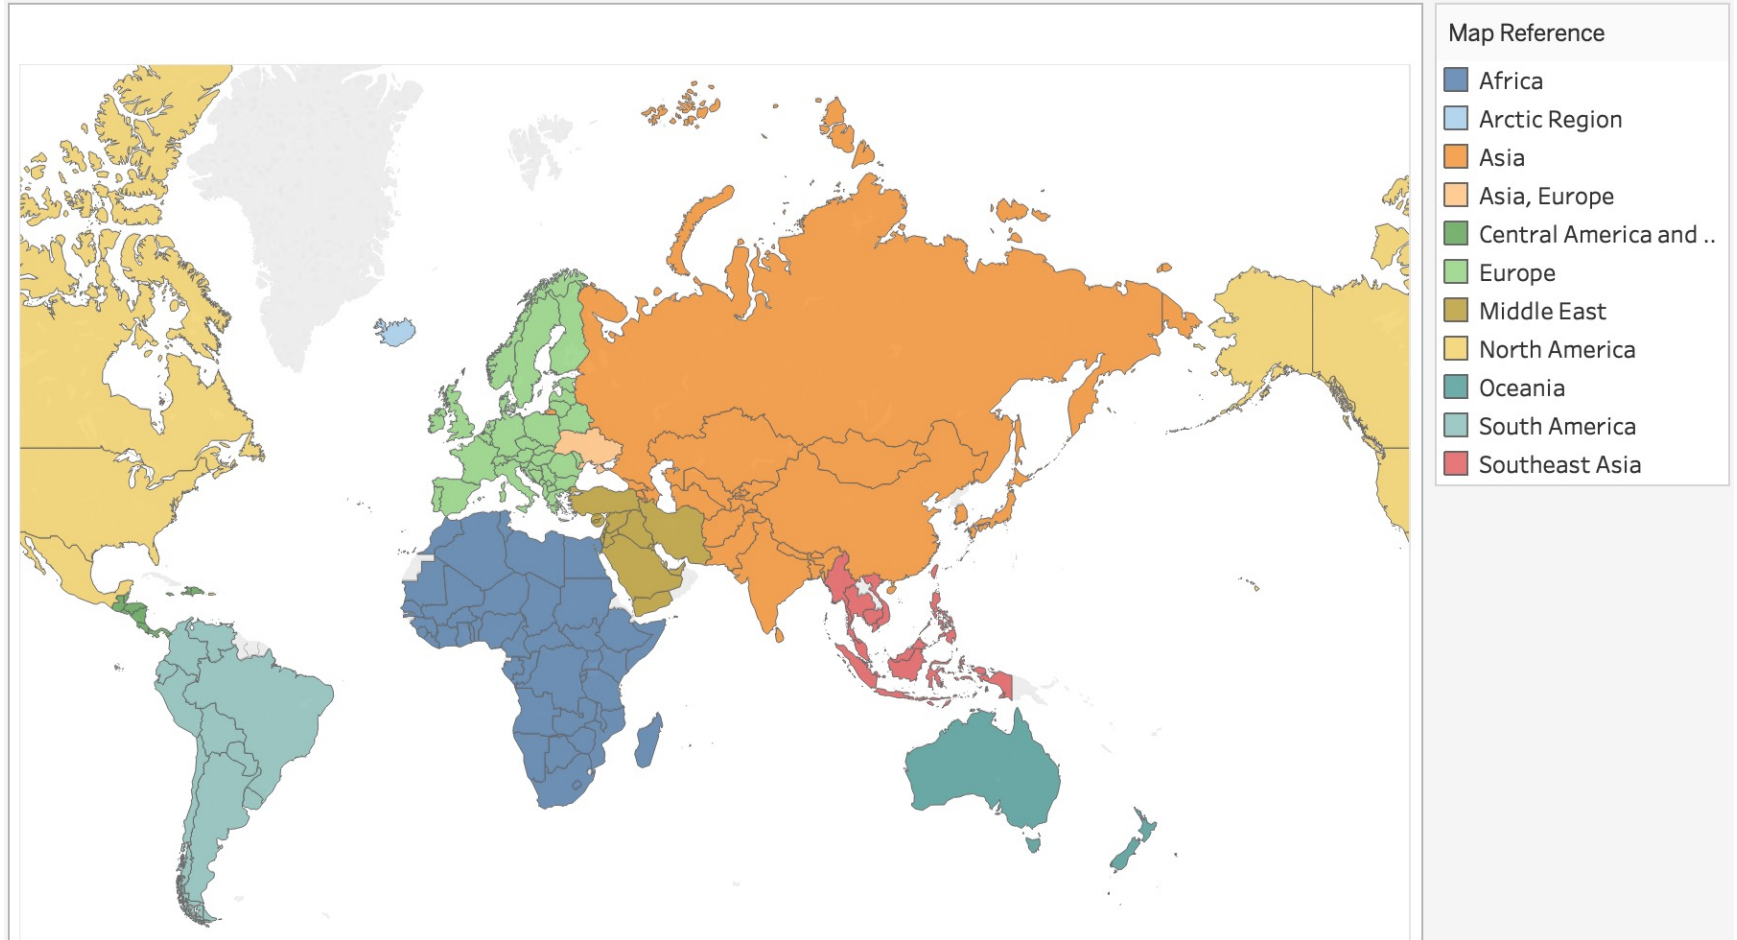 Map Reference
Africa
Arctic Region
Asia
Asia, Europe
Central America and ..
Europe
Middle East
North America
Oceania
South America
Southeast Asia